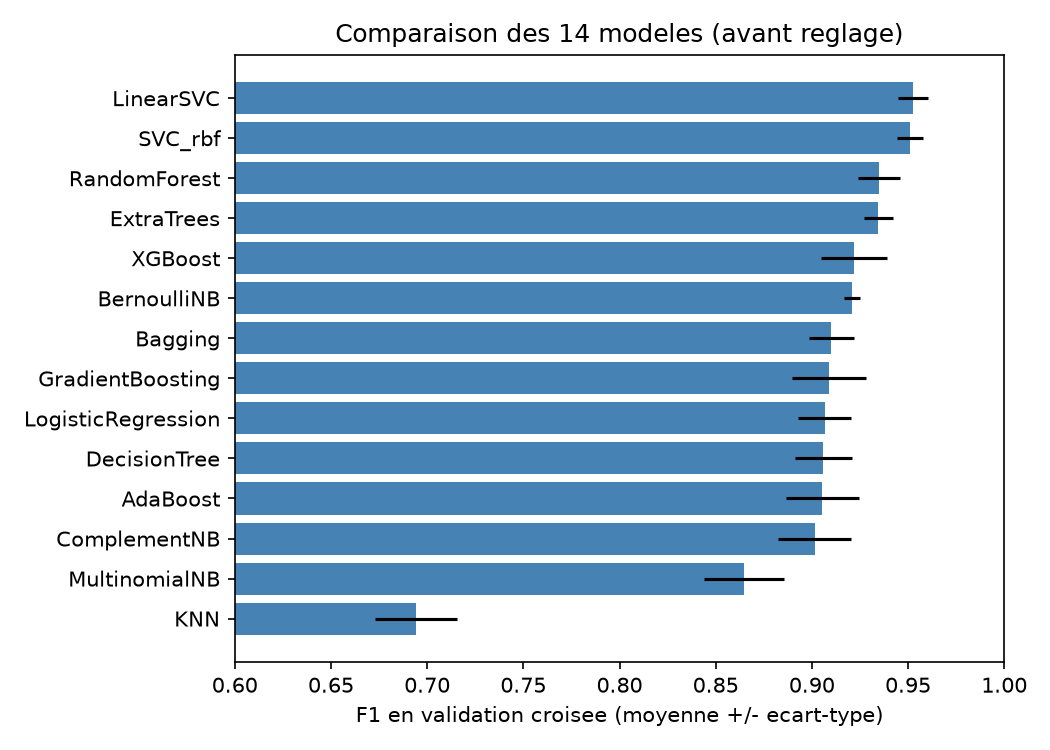 Comparaison des 14 modeles (avant reglage)
LinearSVC
SVC_rbf
RandomForest
ExtraTrees
XGBoost
BernoulliNB
Bagging
GradientBoosting
LogisticRegression
DecisionTree
AdaBoost
ComplementNB
MultinomialNB
KNN
0.60 0.65 0.70 0.75 0.80 0.85 0.90 0.95 1.00
F1 en validation croisee (moyenne +/- ecart-type)